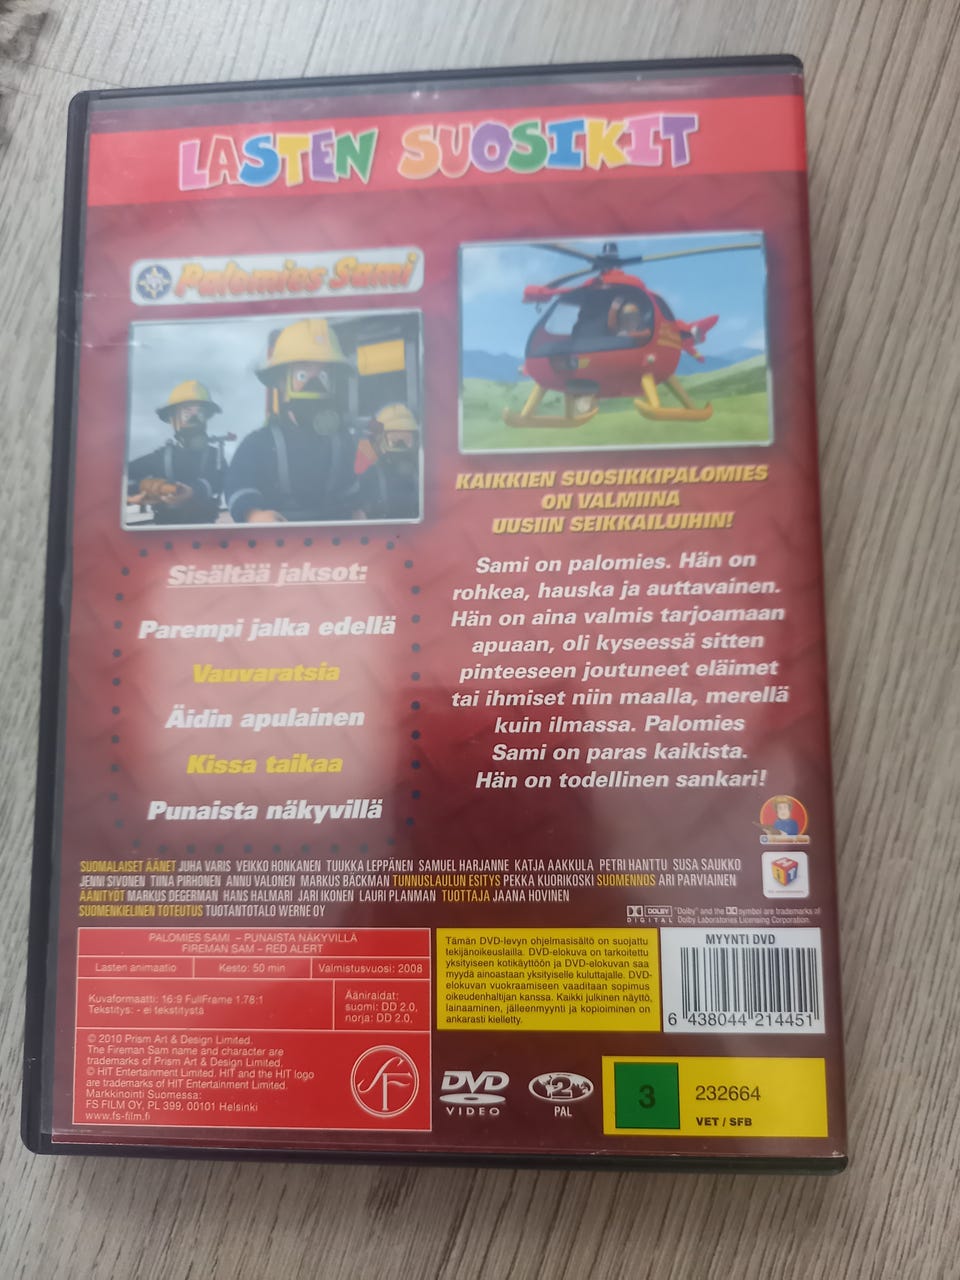 LASTEN SUOSIKIT
Palomies Sami
KAIKKIEN SUOSIKKIPALOMIES
ON VALMIINA
UUSIIN SEIKKAILUIHIN!
Sisältää jaksot:
Parempi jalka edellä
Vauvaratsia
Äidin apulainen
Kissa taikaa
Punaista näkyvillä
Sami on palomies. Hän on
rohkea, hauska ja auttavainen.
Hän on aina valmis tarjoamaan
apuaan, oli kyseessä sitten
pinteeseen joutuneet eläimet
tai ihmiset niin maalla, merellä
kuin ilmassa. Palomies
Sami on paras kaikista.
Hän on todellinen sankari!
SUOMALAISET ÄÄNET JUHA VARIS VEIKKO HONKANEN TUUKKA LEPPÄNEN SAMUEL HARJANNE KATJA AAKKULA PETRI HANTTU SUSA SAUKKO
JENNI SIVONEN TIINA PIRHONEN ANNU VALONEN MARKUS BÄCKMAN TUNNUSLAULUN ESITYS PEKKA KUORIKOSKI SUOMENNOS ARI PARVIAINEN
ÄÄNITYÖT MARKUS DEGERMAN HANS HALMARI JARI IKONEN LAURI PLANMAN TUOTTAJA JAANA HOVINEN
SUOMENKIELINEN TOTEUTUS TUOTANTOTALO WERNE OY
HIT
DOLBY
DIGITAL
DOLBY
"Dolby" and the symbol are trademarks of
Dolby Laboratories Licensing Corporation.
PALOMIES SAMI – PUNAISTA NÄKYVILLÄ
FIREMAN SAM – RED ALERT
Lasten animaatio
Kesto: 50 min
Valmistusvuosi: 2008
Kuvaformaatti: 16:9 FullFrame 1.78:1
Tekstitys: - ei tekstitystä
Ääniraidat:
suomi: DD 2.0,
norja: DD 2.0,
© 2010 Prism Art & Design Limited.
The Fireman Sam name and character are
trademarks of Prism Art & Design Limited.
© HIT Entertainment Limited. HIT and the HIT logo
are trademarks of HIT Entertainment Limited.
Markkinointi Suomessa:
FS FILM OY, PL 399, 00101 Helsinki
www.fs-film.fi
SF
Tämän DVD-levyn ohjelmasisältö on suojattu
tekijänoikeuslailla. DVD-elokuva on tarkoitettu
yksityiseen kotikäyttöön ja DVD-elokuvan saa
myydä ainoastaan yksityiselle kuluttajalle. DVD-
elokuvan vuokraamiseen vaaditaan sopimus
oikeudenhaltijan kanssa. Kaikki julkinen näyttö,
lainaaminen, jälleenmyynti ja kopioiminen on
ankarasti kielletty.
MYYNTI DVD
6 438044 214451
DVD
VIDEO
2
PAL
3
232664
VET / SFB